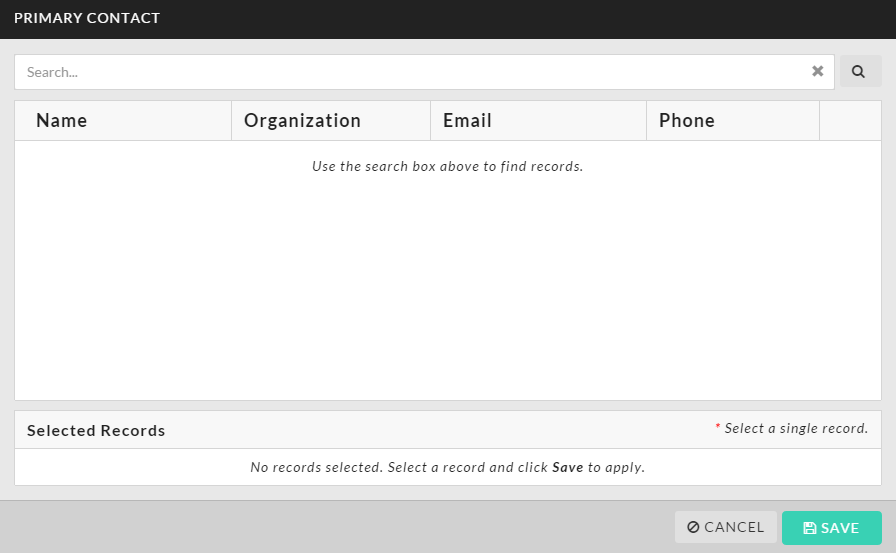 PRIMARY CONTACT
Search...
Name Organization Email Phone
Use the search box above to find records.
Selected Records * Select a single record.
No records selected. Select a record and click Save to apply.
CANCEL SAVE